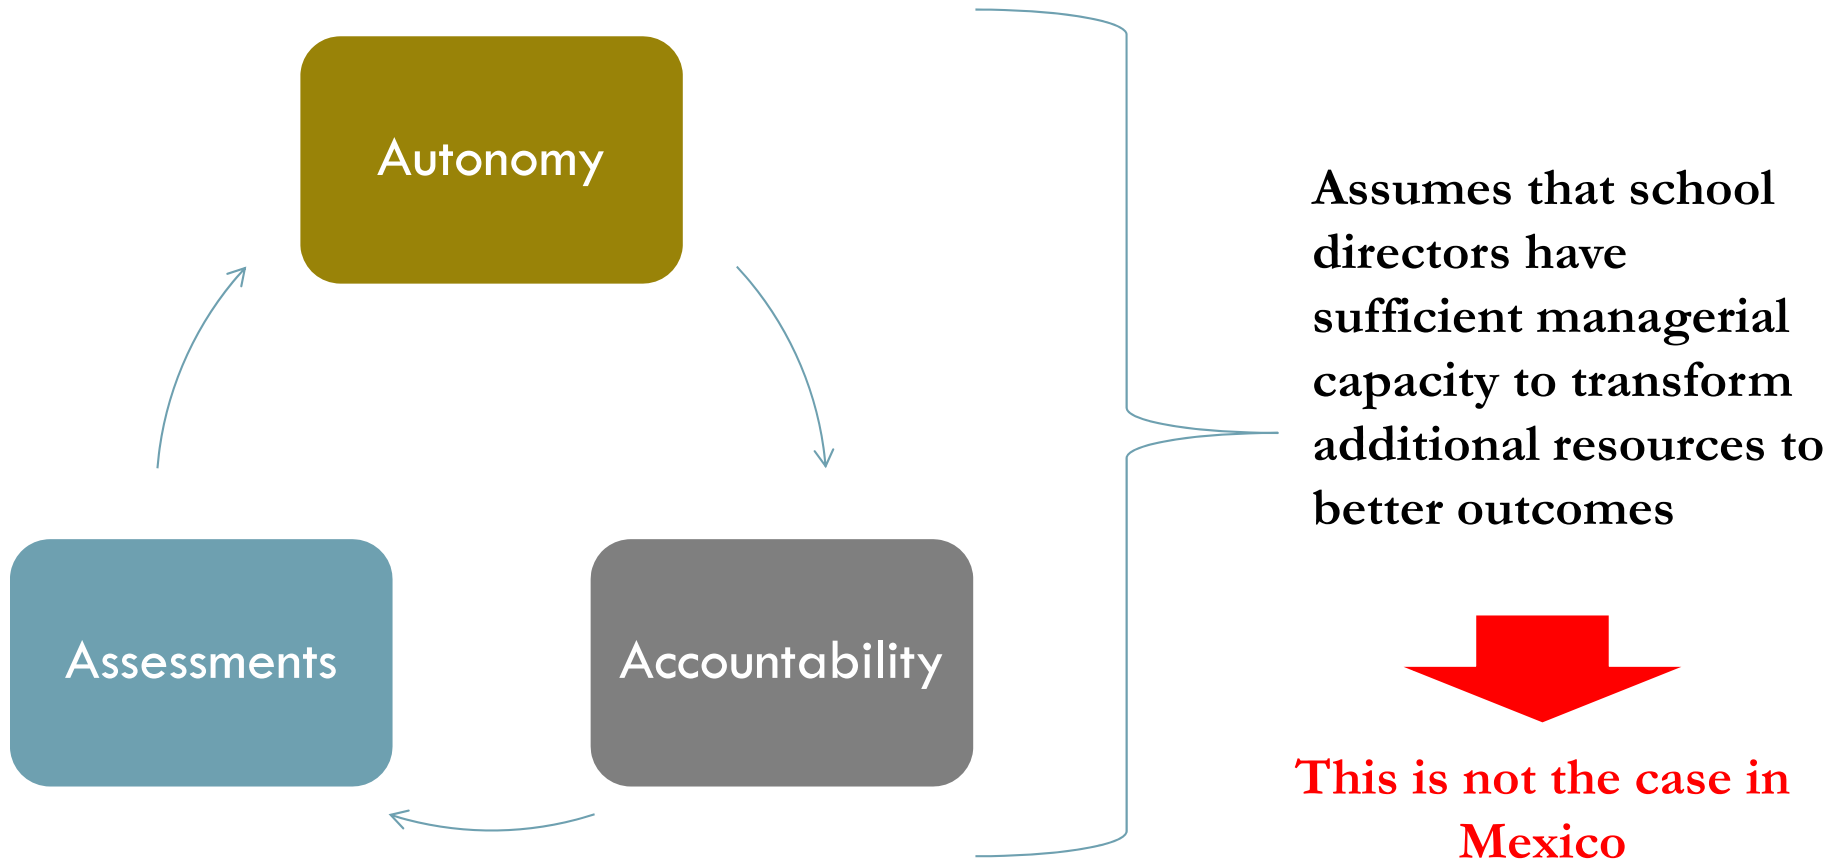 Autonomy
Assessments
Accountability
Assumes that school
directors have
sufficient managerial
capacity to transform
additional resources to
better outcomes
This is not the case in
Mexico